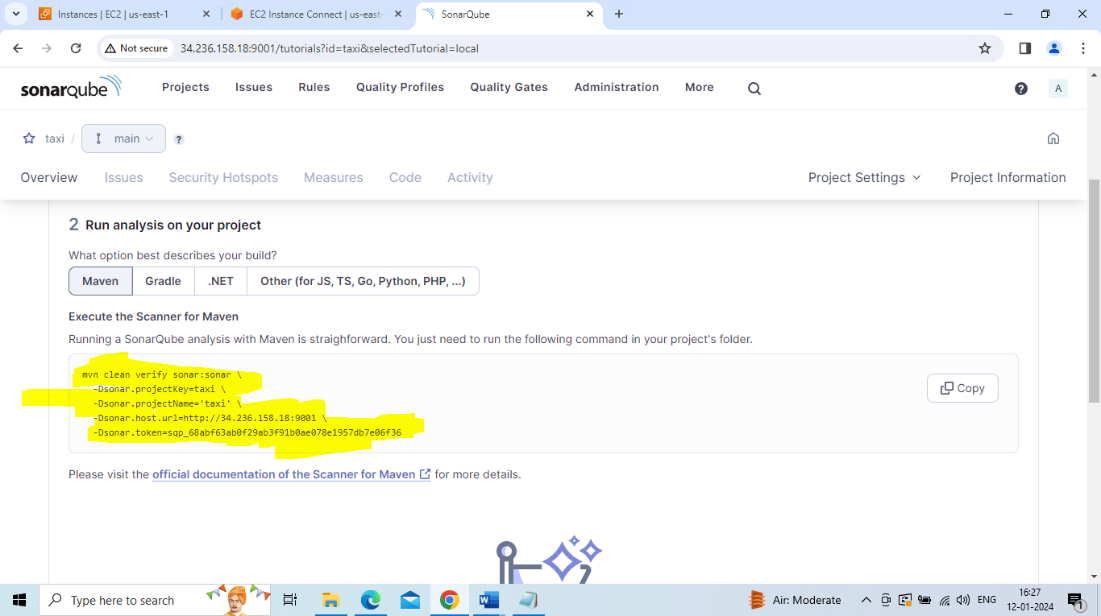 Instances | EC2 | us-east-1
EC2 Instance Connect | us-east-
SonarQube
Not secure
34.236.158.18:9001/tutorials?id=taxi&selectedTutorial=local
sonarqube
Projects
Issues
Rules
Quality Profiles
Quality Gates
Administration
More
A
taxi /
main
?
Overview
Issues
Security Hotspots
Measures
Code
Activity
Project Settings
Project Information
2 Run analysis on your project
What option best describes your build?
Maven
Gradle
.NET
Other (for JS, TS, Go, Python, PHP, ...)
Execute the Scanner for Maven
Running a SonarQube analysis with Maven is straighforward. You just need to run the following command in your project's folder.
mvn clean verify sonar:sonar \
-Dsonar.projectKey=taxi \
-Dsonar.projectName='taxi' \
-Dsonar.host.url=http://34.236.158.18:9001 \
-Dsonar.token=sqp_68abf63ab0f29ab3f91b0ae078e1957db7e06f36
Copy
Please visit the official documentation of the Scanner for Maven for more details.
Type here to search
Air: Moderate
ENG
16:27
12-01-2024
1